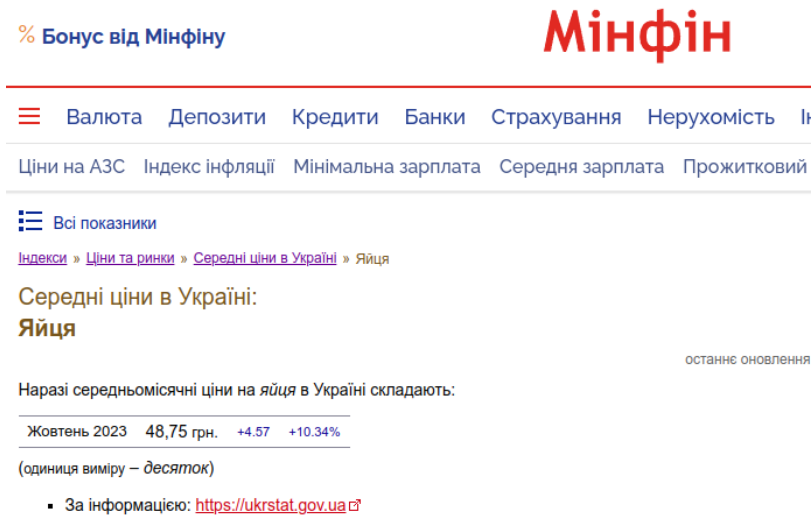 % Бонус від Мінфіну
Мінфін
Валюта Депозити Кредити Банки Страхування Нерухомість
Ціни на АЗС Індекс інфляції Мінімальна зарплата Середня зарплата Прожитковий
Всі показники
Індекси » Ціни та ринки » Середні ціни в Україні » Яйця
Середні ціни в Україні:
Яйця
останнє оновлення
Наразі середньомісячні ціни на яйця в Україні складають:
Жовтень 2023 48,75 грн. +4.57 +10.34%
(одиниця виміру – десяток)
За інформацією: https://ukrstat.gov.ua